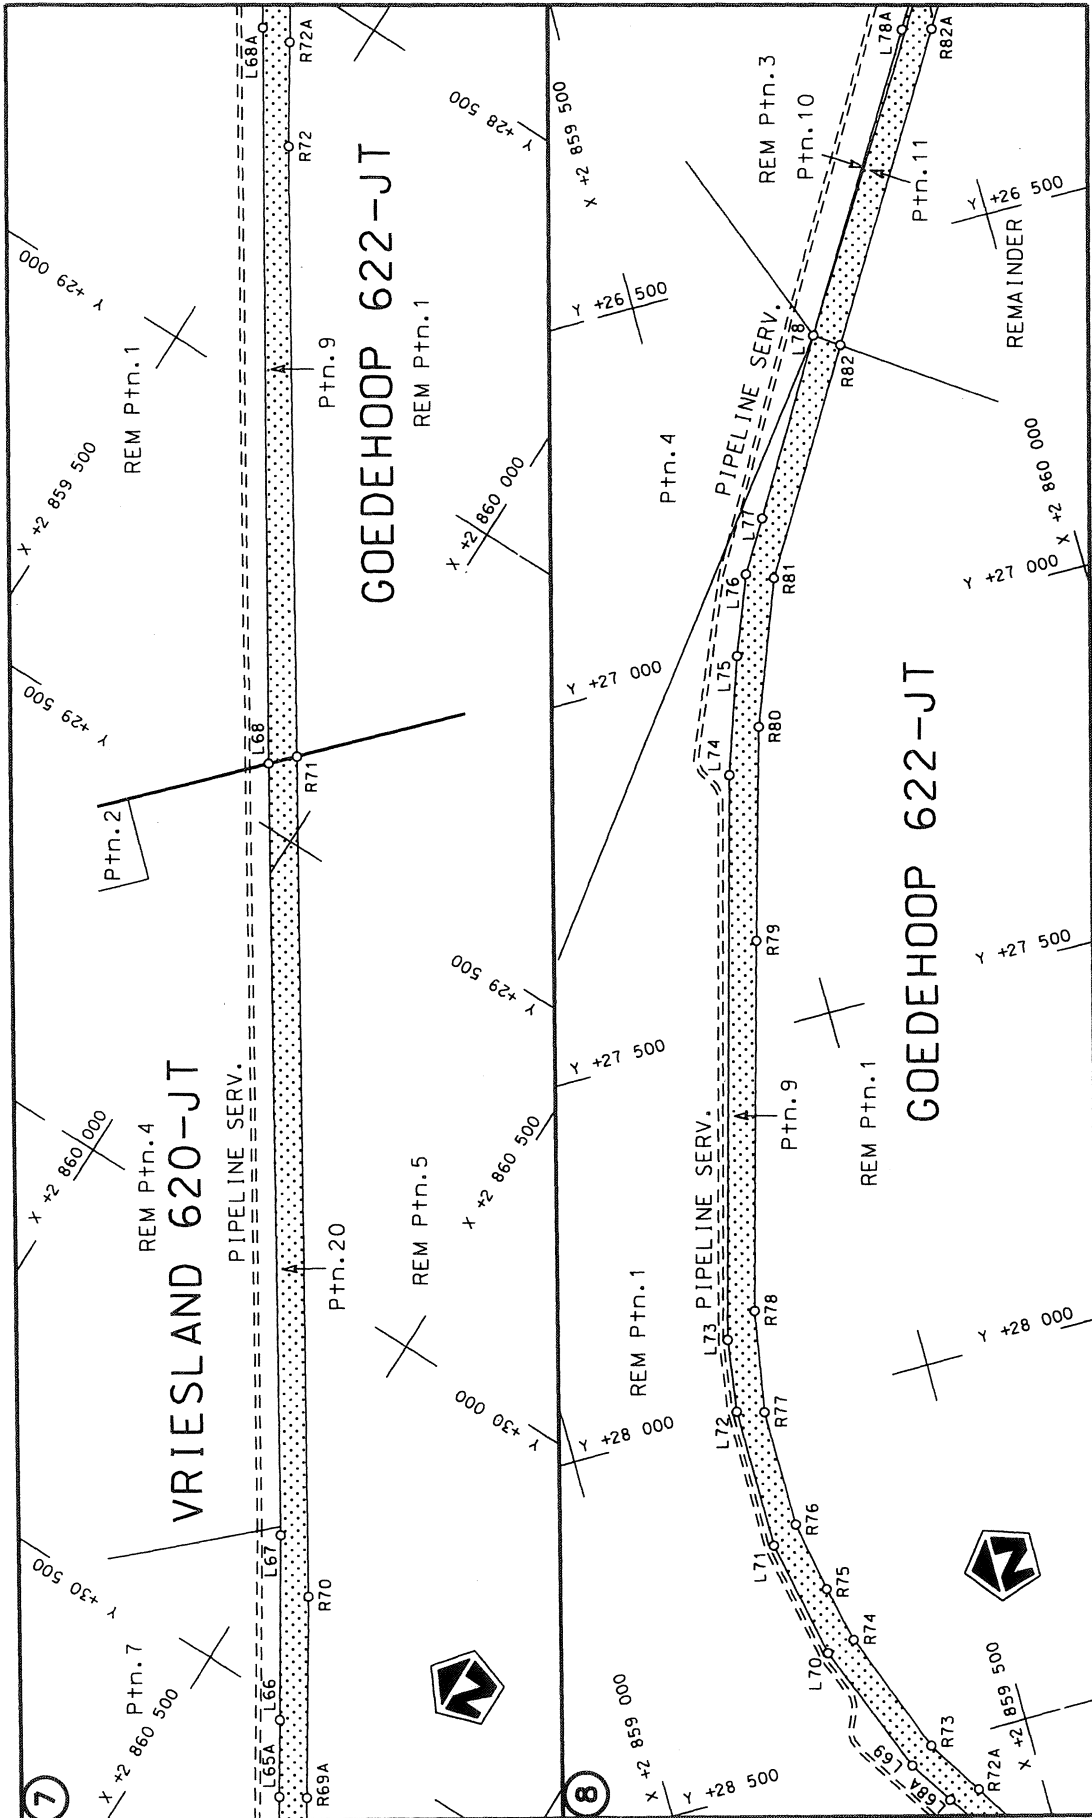 7
X +2 860 500
Ptn.7
Y +30 500
L65A
L66
L67
R69A
R70
VRIESLAND 620-JT
REM Ptn.4
PIPELINE SERV.
X +2 860 000
Ptn.20
REM Ptn.5
Y +30 000
X +2 860 500
Y +29 500
Ptn.2
L68
R71
Y +29 500
X +2 859 500
REM Ptn.1
Y +29 000
Ptn.9
GOEDEHOOP 622-JT
REM Ptn.1
X +2 860 000
R72
L68A
R72A
Y +28 500
N
8
X +2 859 000
Y +28 500
L68A
L69
L70
L71
L72
L73
R72A
R73
R74
R75
R76
R77
R78
X +2 859 500
N
Y +28 000
REM Ptn.1
PIPELINE SERV.
Y +28 000
Y +27 500
Ptn.9
REM Ptn.1
GOEDEHOOP 622-JT
Y +27 500
R79
L74
L75
L76
L77
L78
R80
R81
R82
Y +27 000
PIPELINE SERV.
Ptn.4
Y +27 000
X +2 860 000
Y +26 500
X +2 859 500
REM Ptn.3
Ptn.10
Ptn.11
REMAINDER
Y +26 500
L78A
R82A